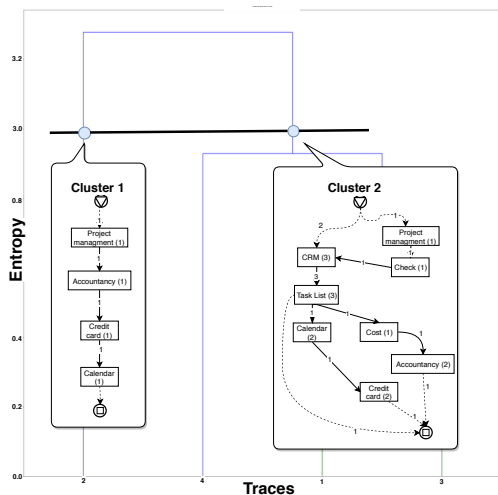 3.2
3.0
0.8
0.4
0.2
0.0
Entropy
Cluster 1
1
Project
managment (1)
1
Accountancy (1)
1
Credit
card (1)
1
Calendar
(1)
Cluster 2
2
1
Project
managment (1)
1
CRM (3)
1
Check (1)
3
Task List (3)
1
1
Calendar
(2)
Cost (1)
1
Accountancy (2)
1
1
Credit
card (2)
1
1
2
4
1
3
Traces